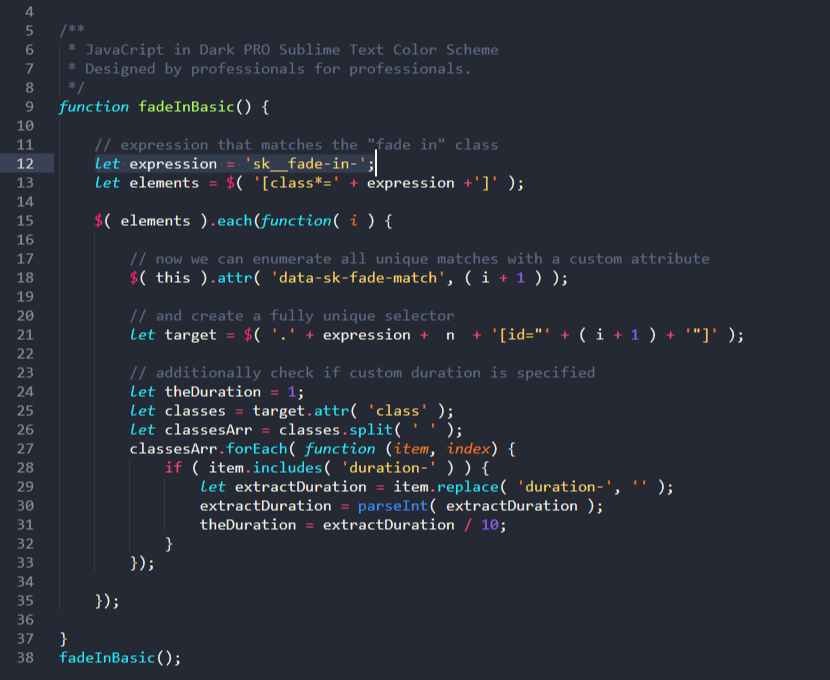 4
5 /**
6  * JavaCript in Dark PRO Sublime Text Color Scheme
7  * Designed by professionals for professionals.
8  */
9 function fadeInBasic() {
10
11     // expression that matches the "fade in" class
12     let expression = 'sk__fade-in-';
13     let elements = $( '[class*=' + expression +']' );
14
15     $( elements ).each(function( i ) {
16
17         // now we can enumerate all unique matches with a custom attribute
18         $( this ).attr( 'data-sk-fade-match', ( i + 1 ) );
19
20         // and create a fully unique selector
21         let target = $( '.' + expression +  n  + '[id="' + ( i + 1 ) + '"]' );
22
23         // additionally check if custom duration is specified
24         let theDuration = 1;
25         let classes = target.attr( 'class' );
26         let classesArr = classes.split( ' ' );
27         classesArr.forEach( function (item, index) {
28             if ( item.includes( 'duration-' ) ) {
29                 let extractDuration = item.replace( 'duration-', '' );
30                 extractDuration = parseInt( extractDuration );
31                 theDuration = extractDuration / 10;
32             }
33         });
34
35     });
36
37 }
38 fadeInBasic();